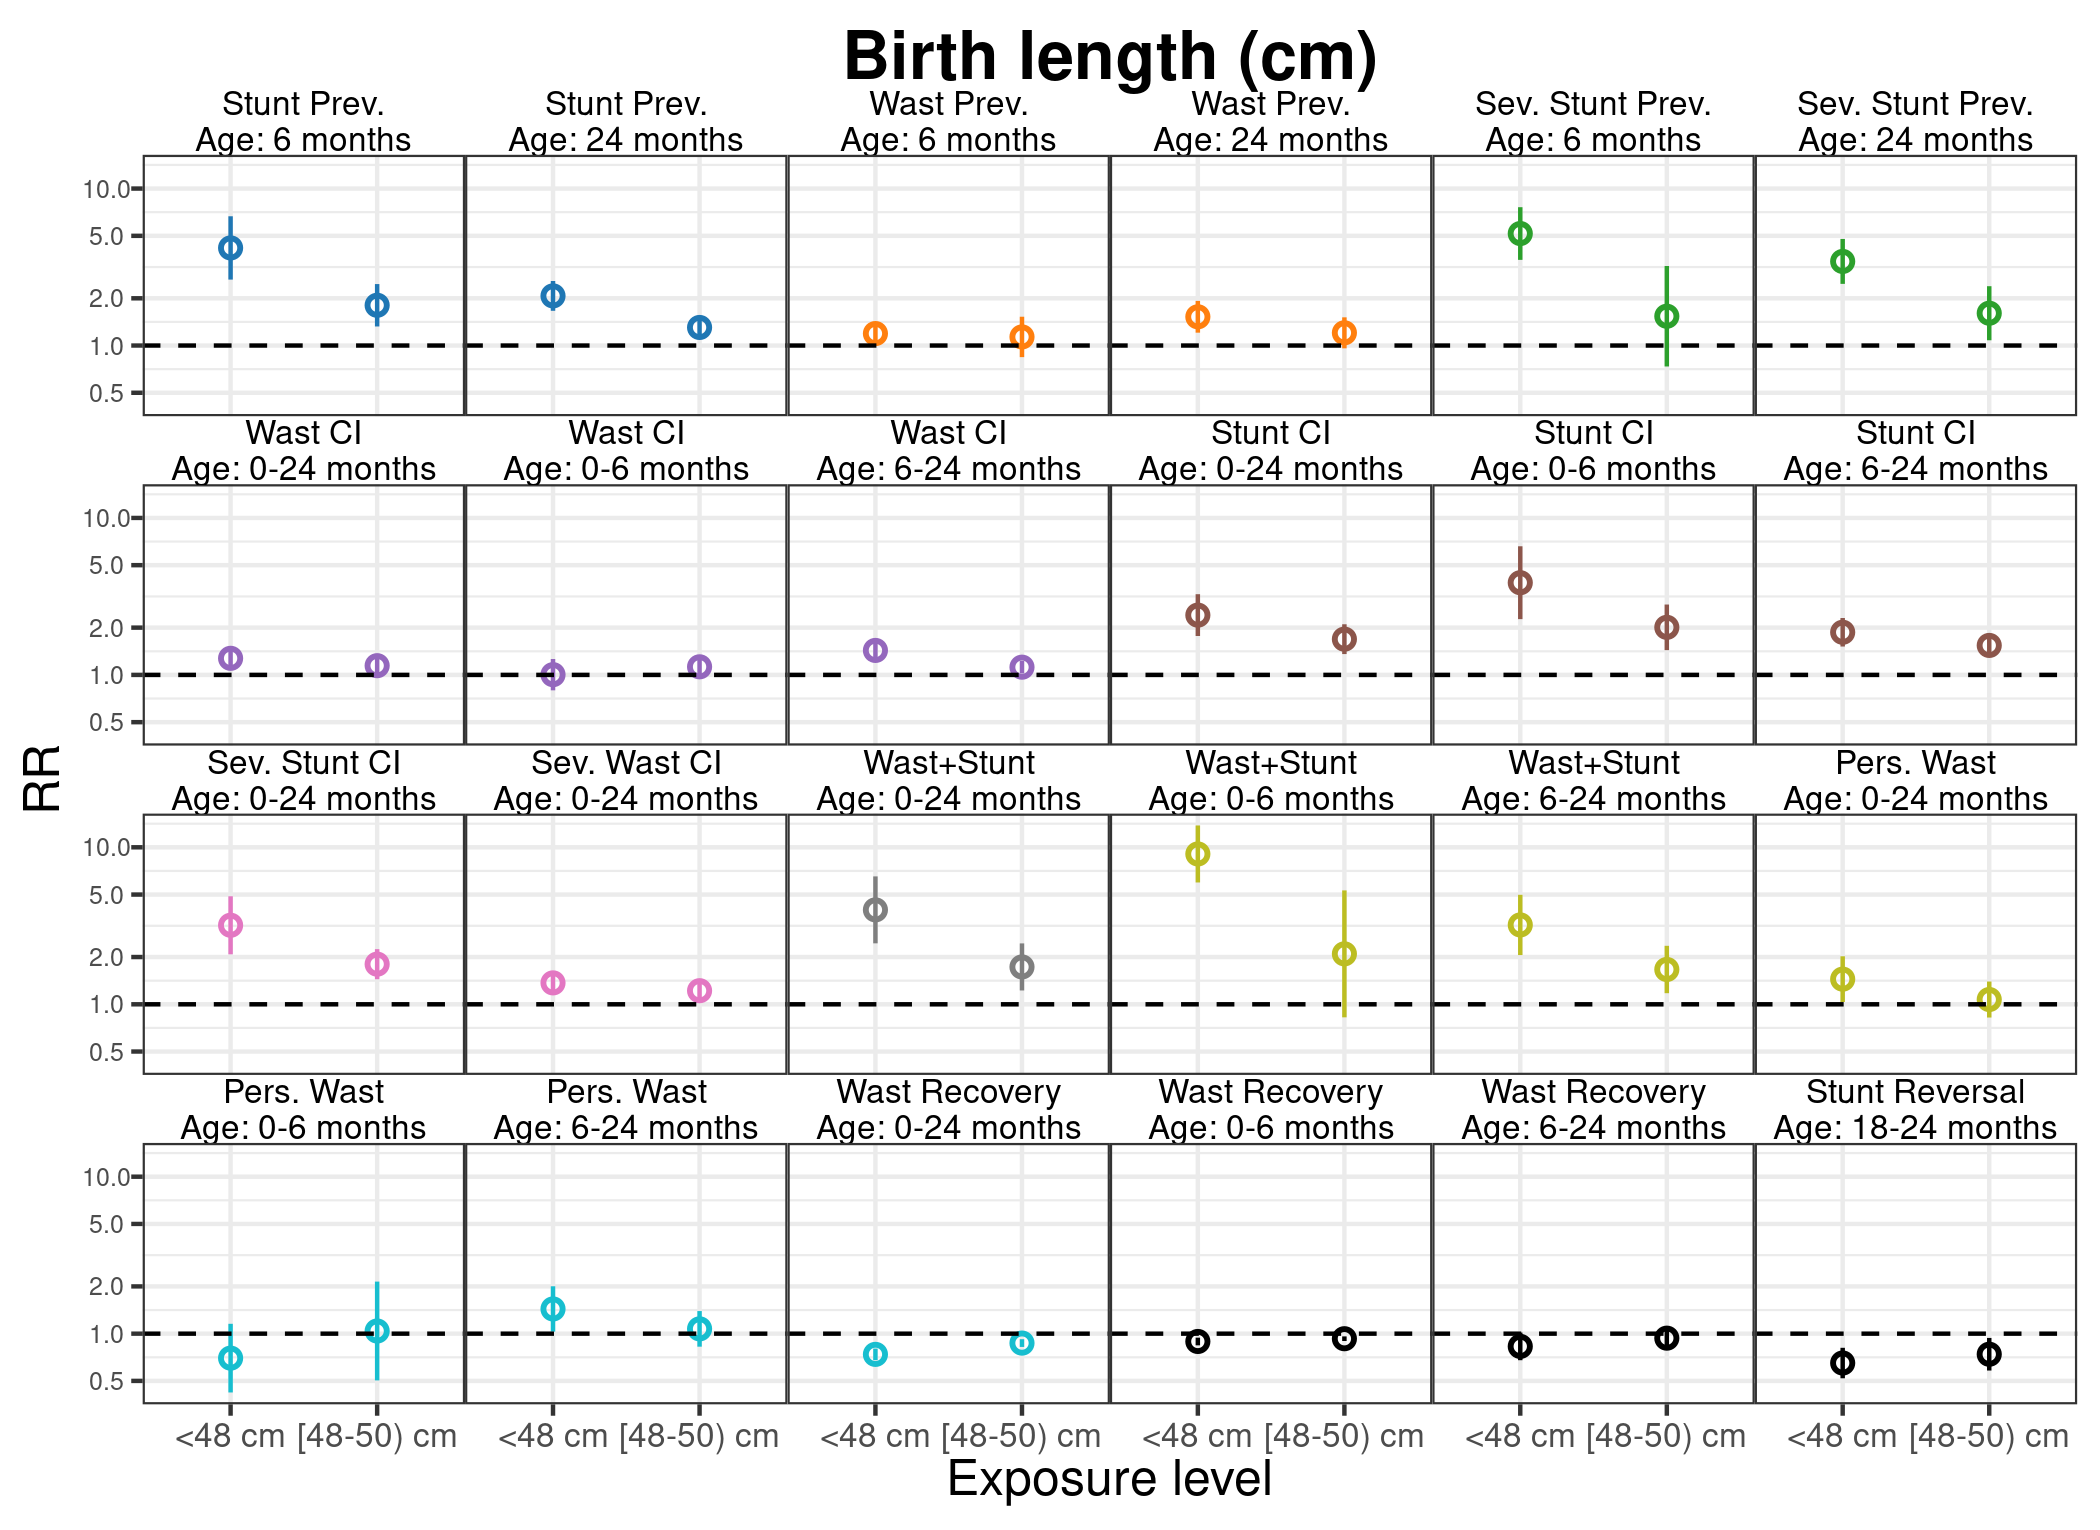 Birth length (cm)
Stunt Prev. Stunt Prev. Wast Prev. Wast Prev. Sev. Stunt Prev. Sev. Stunt Prev.
Age: 6 months Age: 24 months Age: 6 months Age: 24 months Age: 6 months Age: 24 months
10.0
5.0
2.0
1.0
0.5
Wast CI Wast CI Wast CI Stunt CI Stunt CI Stunt CI
Age: 0-24 months Age: 0-6 months Age: 6-24 months Age: 0-24 months Age: 0-6 months Age: 6-24 months
10.0
5.0
2.0
1.0
0.5
RR
Sev. Stunt CI Sev. Wast CI Wast+Stunt Wast+Stunt Wast+Stunt Pers. Wast
Age: 0-24 months Age: 0-24 months Age: 0-24 months Age: 0-6 months Age: 6-24 months Age: 0-24 months
10.0
5.0
2.0
1.0
0.5
Pers. Wast Pers. Wast Wast Recovery Wast Recovery Wast Recovery Stunt Reversal
Age: 0-6 months Age: 6-24 months Age: 0-24 months Age: 0-6 months Age: 6-24 months Age: 18-24 months
10.0
5.0
2.0
1.0
0.5
<48 cm [48-50) cm <48 cm [48-50) cm <48 cm [48-50) cm <48 cm [48-50) cm <48 cm [48-50) cm <48 cm [48-50) cm
Exposure level